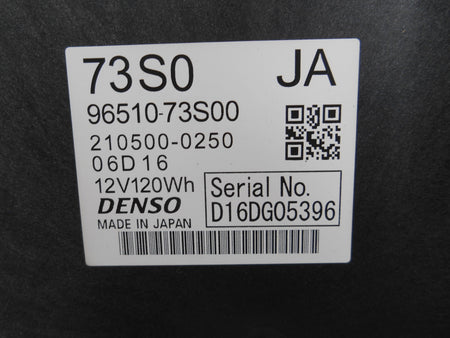 73S0 JA
96510-73S00
210500-0250
06D16
12V120Wh
Serial No.
DENSO
D16DG05396
MADE IN JAPAN